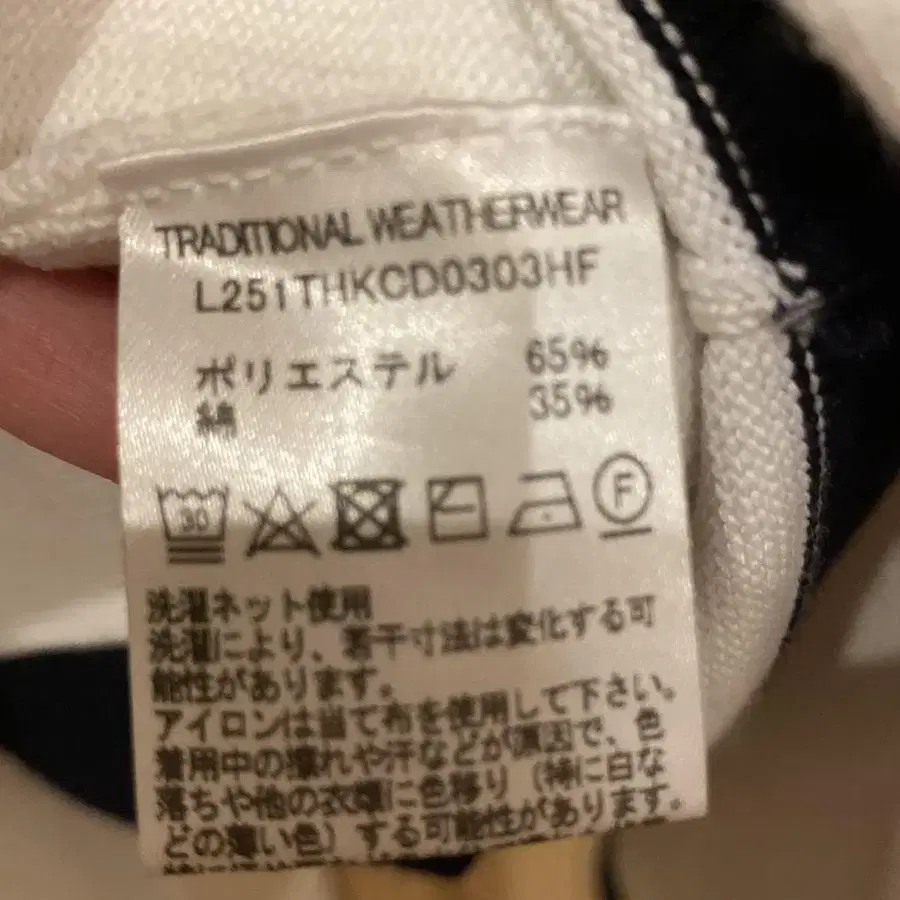 TRADITIONAL WEATHERWEAR
L251THKCD0303HF
ポリエステル 65%
綿 35%
30
F
洗濯ネット使用
洗濯により、若干寸法は変化する可
能性があります。
アイロンは当て布を使用して下さい。
着用中の擦れや汗などが原因で、色
落ちや他の衣類に色移り（特に白な
どの薄い色）する可能性があります。